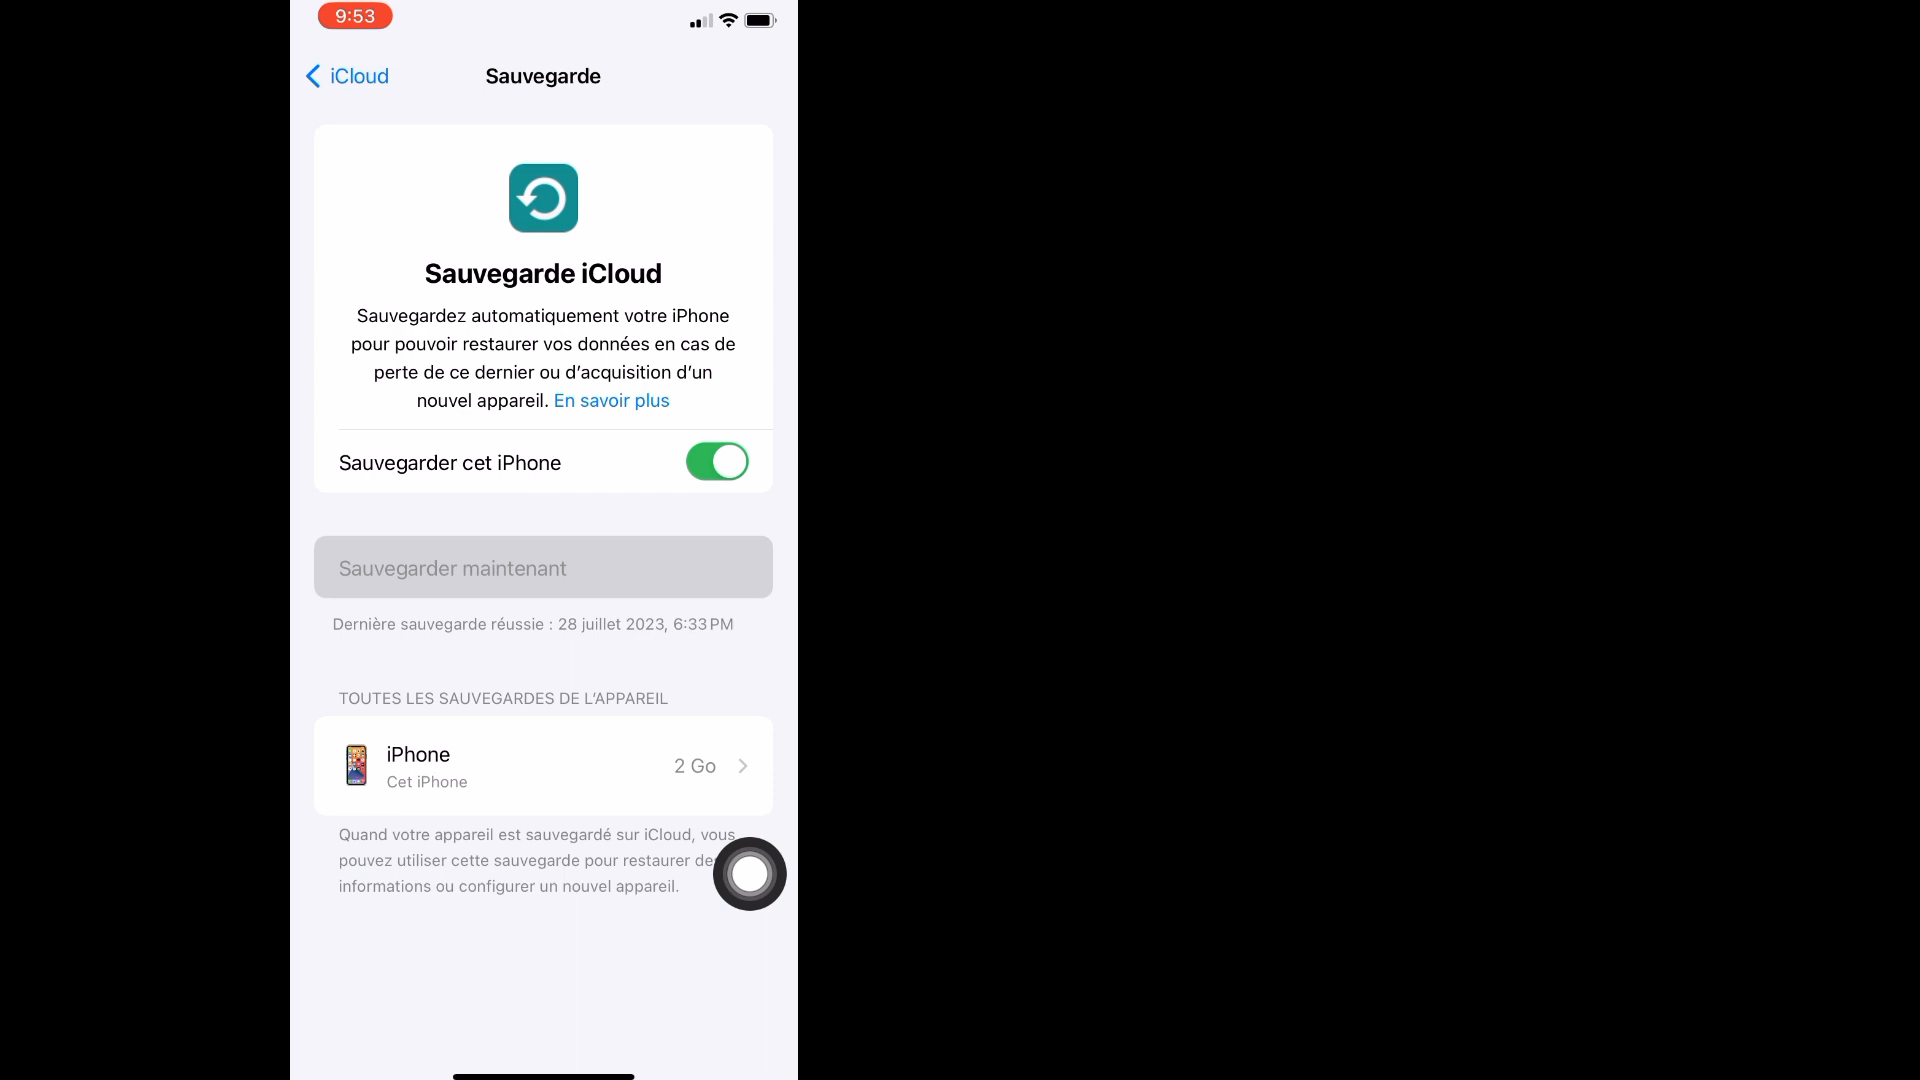 9:53
iCloud
Sauvegarde
Sauvegarde iCloud
Sauvegardez automatiquement votre iPhone
pour pouvoir restaurer vos données en cas de
perte de ce dernier ou d’acquisition d’un
nouvel appareil. En savoir plus
Sauvegarder cet iPhone
Sauvegarder maintenant
Dernière sauvegarde réussie : 28 juillet 2023, 6:33 PM
TOUTES LES SAUVEGARDES DE L’APPAREIL
iPhone
2 Go
Cet iPhone
Quand votre appareil est sauvegardé sur iCloud, vous
pouvez utiliser cette sauvegarde pour restaurer
informations ou configurer un nouvel appareil.